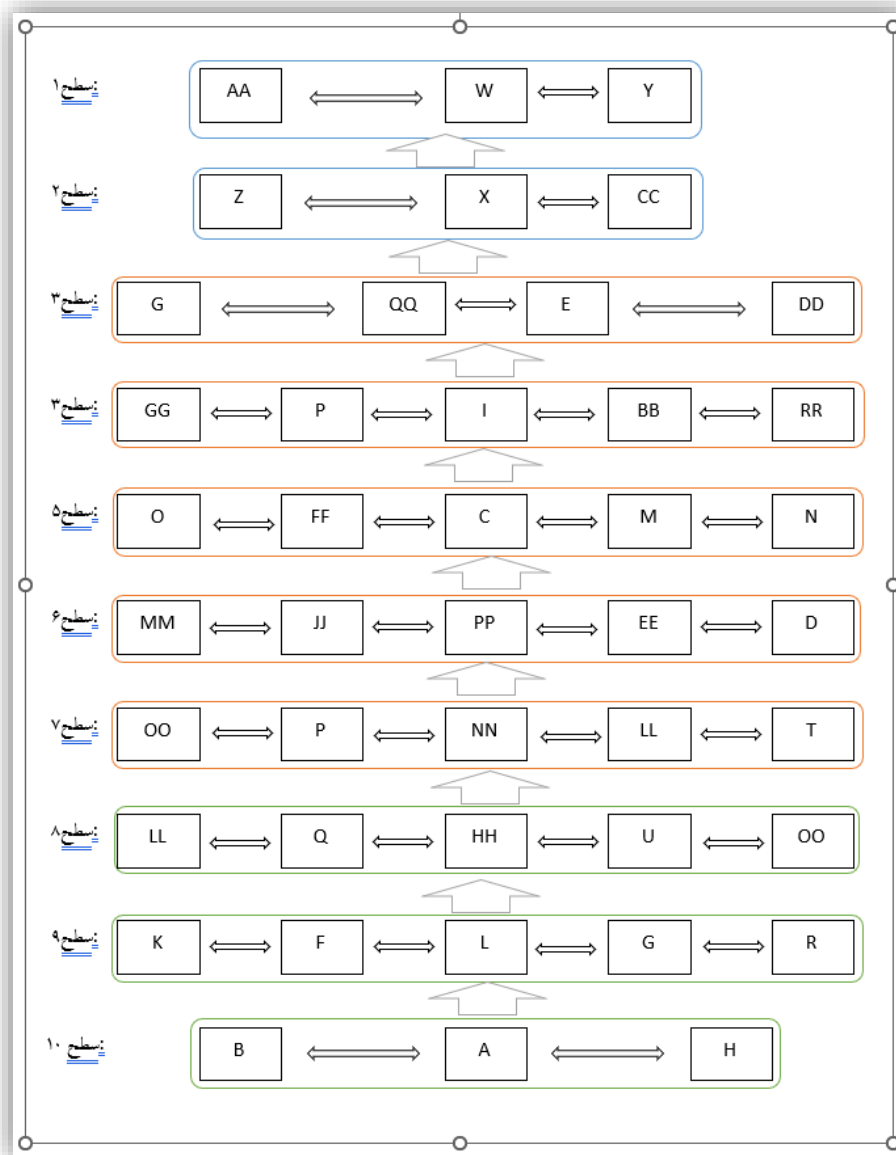 سطح۱: AA W Y
سطح۲: Z X CC
سطح۳: G QQ E DD
سطح۳: GG P I BB RR
سطح۵: O FF C M N
سطح۶: MM JJ PP EE D
سطح۷: OO P NN LL T
سطح۸: LL Q HH U OO
سطح۹: K F L G R
سطح ۱۰: B A H